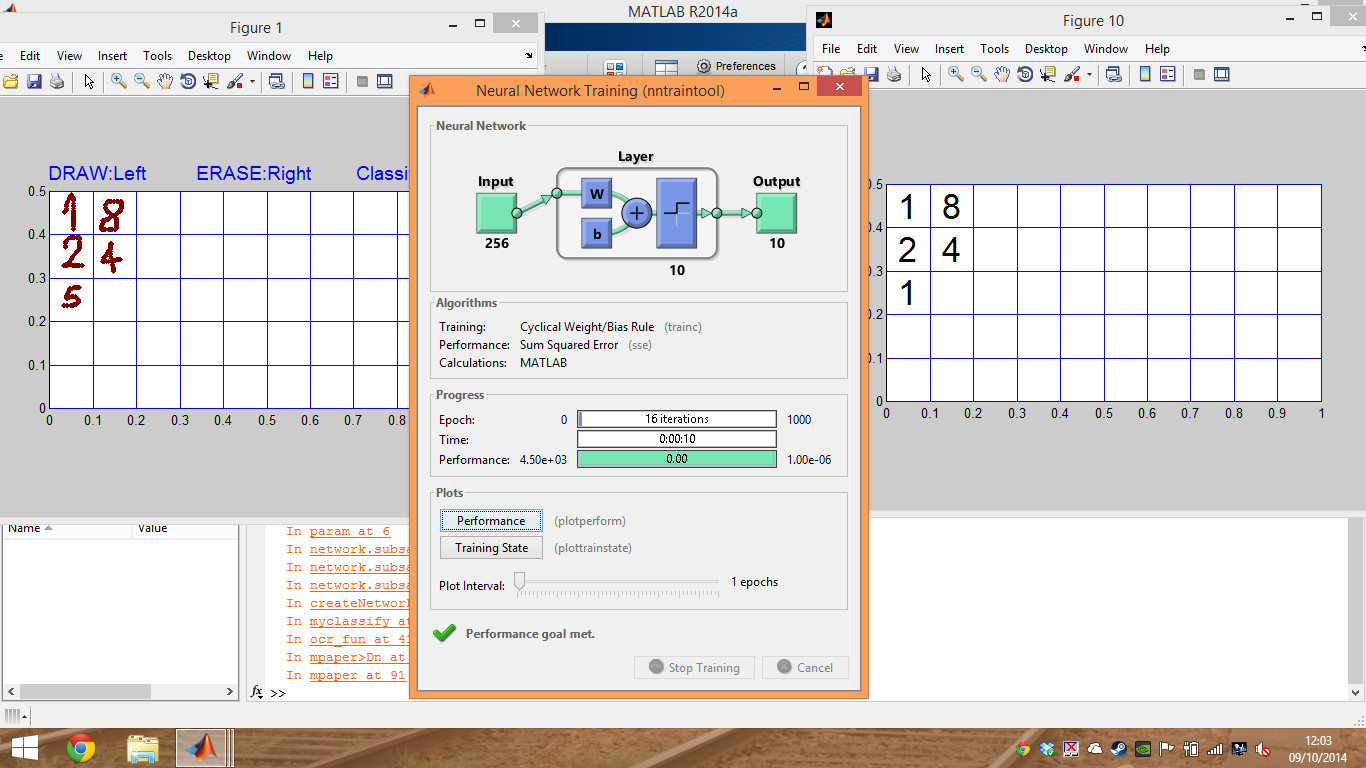 MATLAB R2014a
Figure 1
Edit View Insert Tools Desktop Window Help
DRAW:Left ERASE:Right Classi
0.5
0.4
0.3
0.2
0.1
0
0 0.1 0.2 0.3 0.4 0.5 0.6 0.7 0.8
1 8
2 4
5
Preferences
Figure 10
File Edit View Insert Tools Desktop Window Help
0.5
0.4
0.3
0.2
0.1
0
0 0.1 0.2 0.3 0.4 0.5 0.6 0.7 0.8 0.9 1
1 8
2 4
1
Neural Network Training (nntraintool)
Neural Network
Layer
Input Output
W
+
b
256 10
10
Algorithms
Training: Cyclical Weight/Bias Rule (trainc)
Performance: Sum Squared Error (sse)
Calculations: MATLAB
Progress
Epoch: 0 16 iterations 1000
Time: 0:00:10
Performance: 4.50e+03 0.00 1.00e-06
Plots
Performance (plotperform)
Training State (plottrainstate)
Plot Interval: 1 epochs
Performance goal met.
Stop Training Cancel
Name Value
In param at 6
In network.subsa
In network.subsa
In network.subsa
In createNetwor
In myclassify at
In ocr_fun at 41
In mpaper>Dn at
In mpaper at 91
fx >>
12:03
09/10/2014